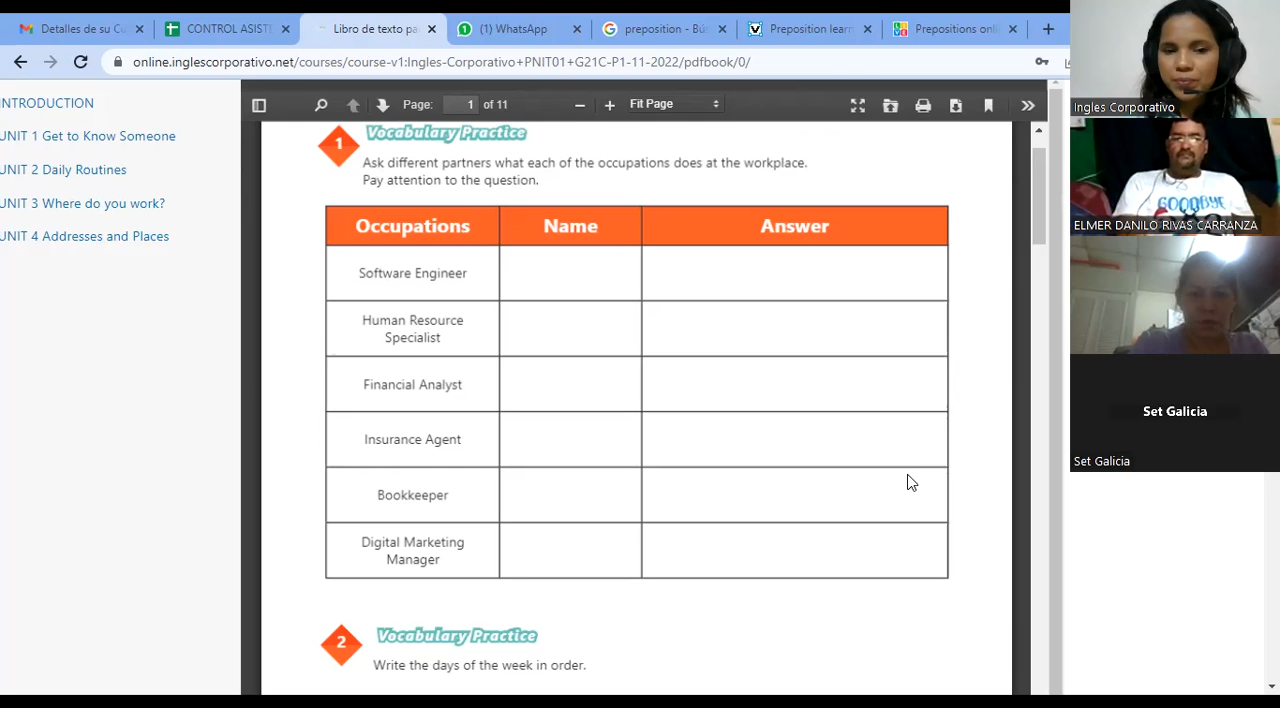 Detalles de su Cu
CONTROL ASIST
Libro de texto pa
(1) WhatsApp
preposition - Bús
Preposition learn
Prepositions onli
online.inglescorporativo.net/courses/course-v1:Ingles-Corporativo+PNIT01+G21C-P1-11-2022/pdfbook/0/
INTRODUCTION
UNIT 1 Get to Know Someone
UNIT 2 Daily Routines
UNIT 3 Where do you work?
UNIT 4 Addresses and Places
Page: 1 of 11
Fit Page
1 Vocabulary Practice
Ask different partners what each of the occupations does at the workplace.
Pay attention to the question.
Occupations Name Answer
Software Engineer
Human Resource
Specialist
Financial Analyst
Insurance Agent
Bookkeeper
Digital Marketing
Manager
2 Vocabulary Practice
Write the days of the week in order.
Ingles Corporativo
GOODBYE
ELMER DANILO RIVAS CARRANZA
Set Galicia
Set Galicia